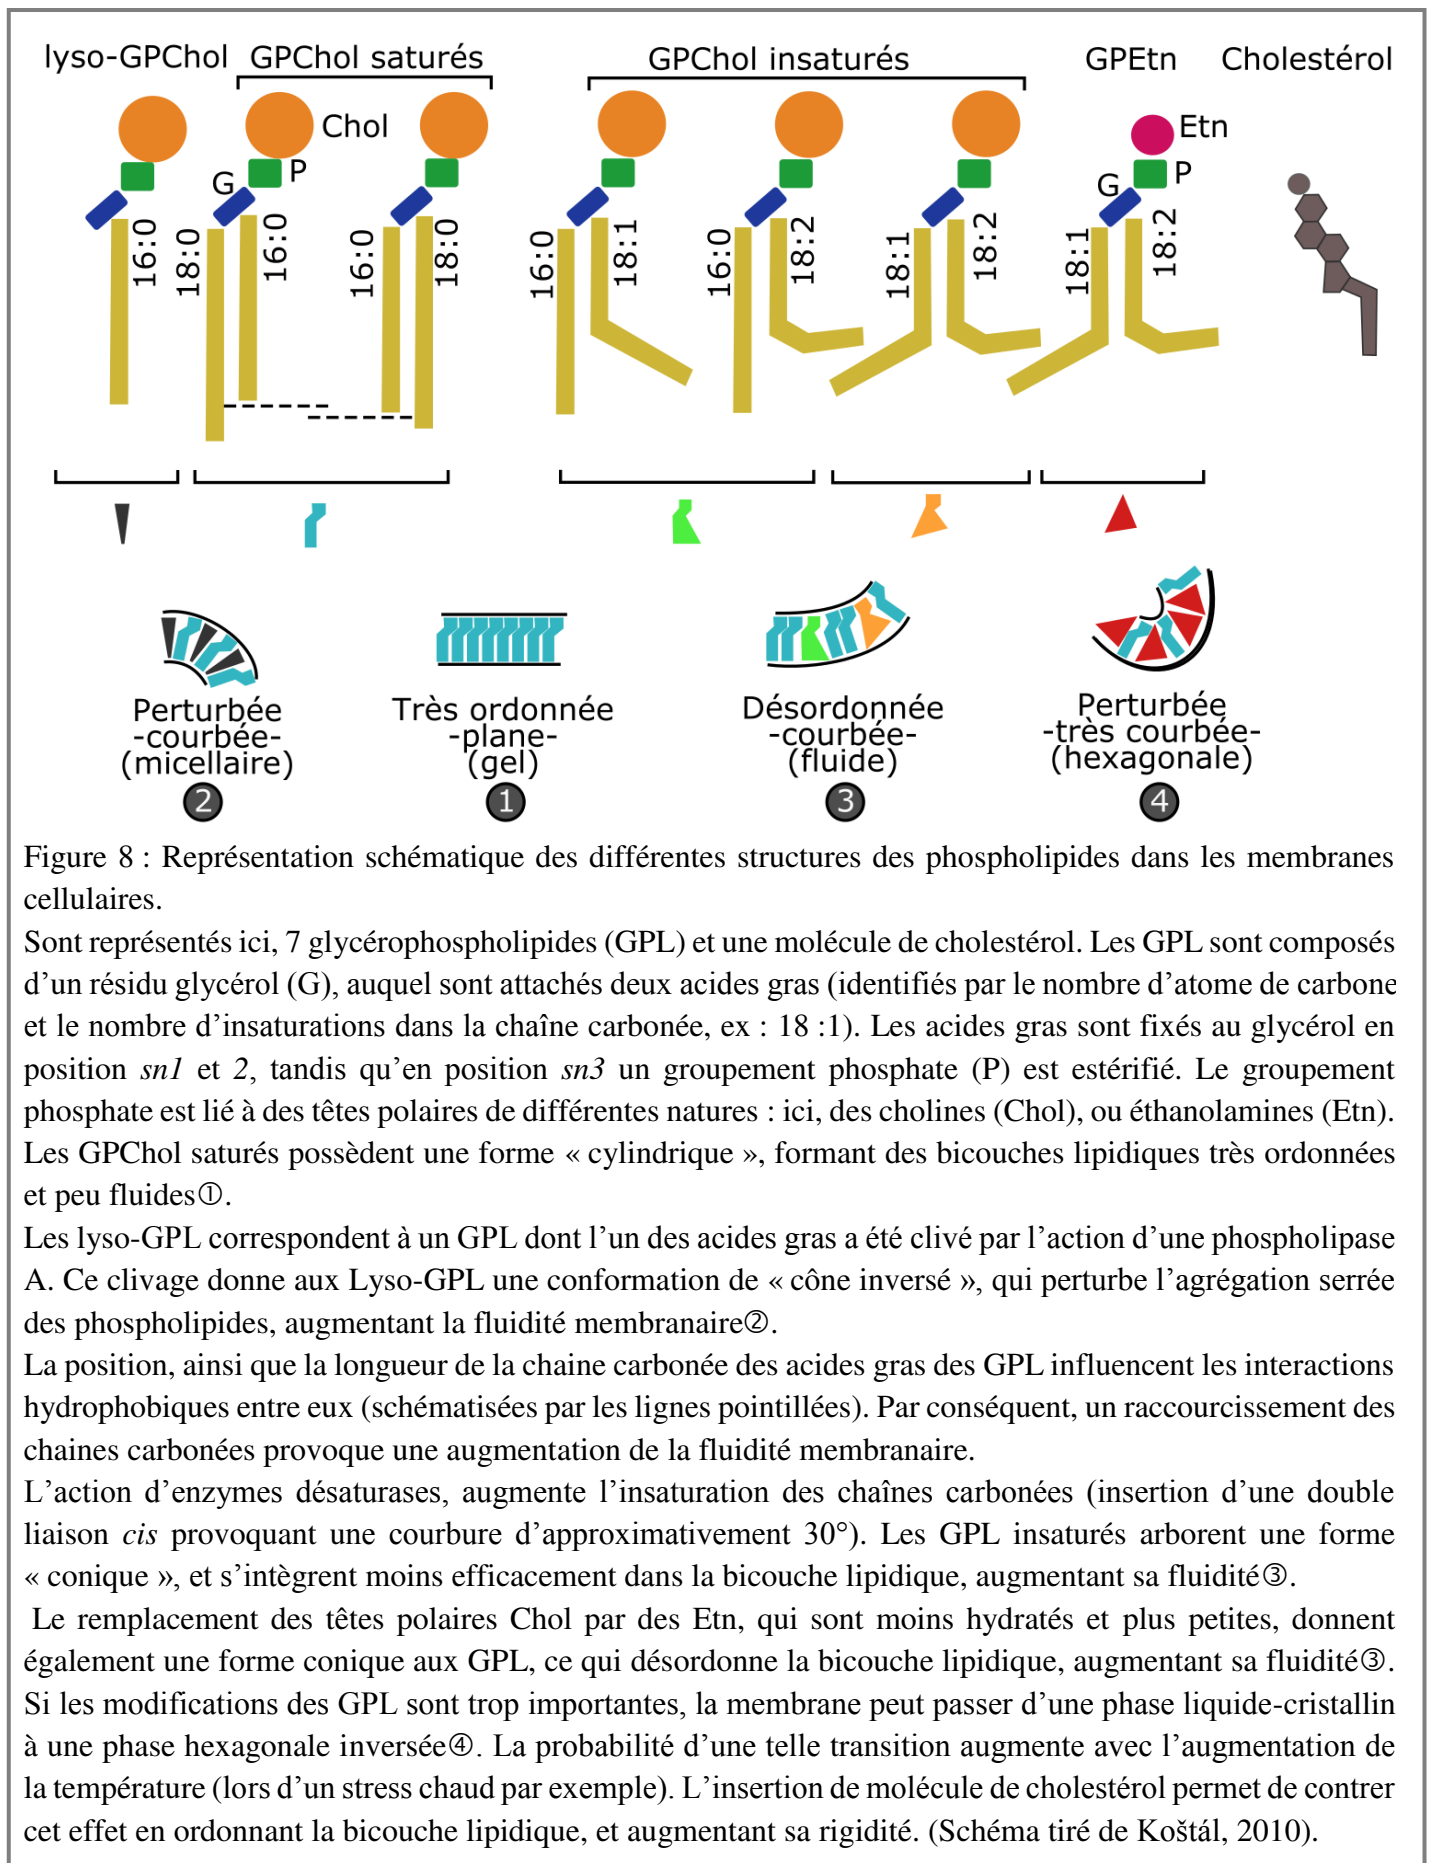 lyso-GPChol GPChol saturés GPChol insaturés GPEtn Cholestérol
Chol Etn
G P G P
16:0 18:0 16:0 16:0 18:0 16:0 18:1 16:0 18:2 18:1 18:2 18:1 18:2
Perturbée
-courbée-
(micellaire)
2
Très ordonnée
-plane-
(gel)
1
Désordonnée
-courbée-
(fluide)
3
Perturbée
-très courbée-
(hexagonale)
4
Figure 8 : Représentation schématique des différentes structures des phospholipides dans les membranes
cellulaires.
Sont représentés ici, 7 glycérophospholipides (GPL) et une molécule de cholestérol. Les GPL sont composés
d’un résidu glycérol (G), auquel sont attachés deux acides gras (identifiés par le nombre d’atome de carbone
et le nombre d’insaturations dans la chaîne carbonée, ex : 18 :1). Les acides gras sont fixés au glycérol en
position sn1 et 2, tandis qu’en position sn3 un groupement phosphate (P) est estérifié. Le groupement
phosphate est lié à des têtes polaires de différentes natures : ici, des cholines (Chol), ou éthanolamines (Etn).
Les GPChol saturés possèdent une forme « cylindrique », formant des bicouches lipidiques très ordonnées
et peu fluides①.
Les lyso-GPL correspondent à un GPL dont l’un des acides gras a été clivé par l’action d’une phospholipase
A. Ce clivage donne aux Lyso-GPL une conformation de « cône inversé », qui perturbe l’agrégation serrée
des phospholipides, augmentant la fluidité membranaire②.
La position, ainsi que la longueur de la chaine carbonée des acides gras des GPL influencent les interactions
hydrophobiques entre eux (schématisées par les lignes pointillées). Par conséquent, un raccourcissement des
chaines carbonées provoque une augmentation de la fluidité membranaire.
L’action d’enzymes désaturases, augmente l’insaturation des chaînes carbonées (insertion d’une double
liaison cis provoquant une courbure d’approximativement 30°). Les GPL insaturés arborent une forme
« conique », et s’intègrent moins efficacement dans la bicouche lipidique, augmentant sa fluidité③.
Le remplacement des têtes polaires Chol par des Etn, qui sont moins hydratés et plus petites, donnent
également une forme conique aux GPL, ce qui désordonne la bicouche lipidique, augmentant sa fluidité③.
Si les modifications des GPL sont trop importantes, la membrane peut passer d’une phase liquide-cristallin
à une phase hexagonale inversée④. La probabilité d’une telle transition augmente avec l’augmentation de
la température (lors d’un stress chaud par exemple). L’insertion de molécule de cholestérol permet de contrer
cet effet en ordonnant la bicouche lipidique, et augmentant sa rigidité. (Schéma tiré de Koštál, 2010).